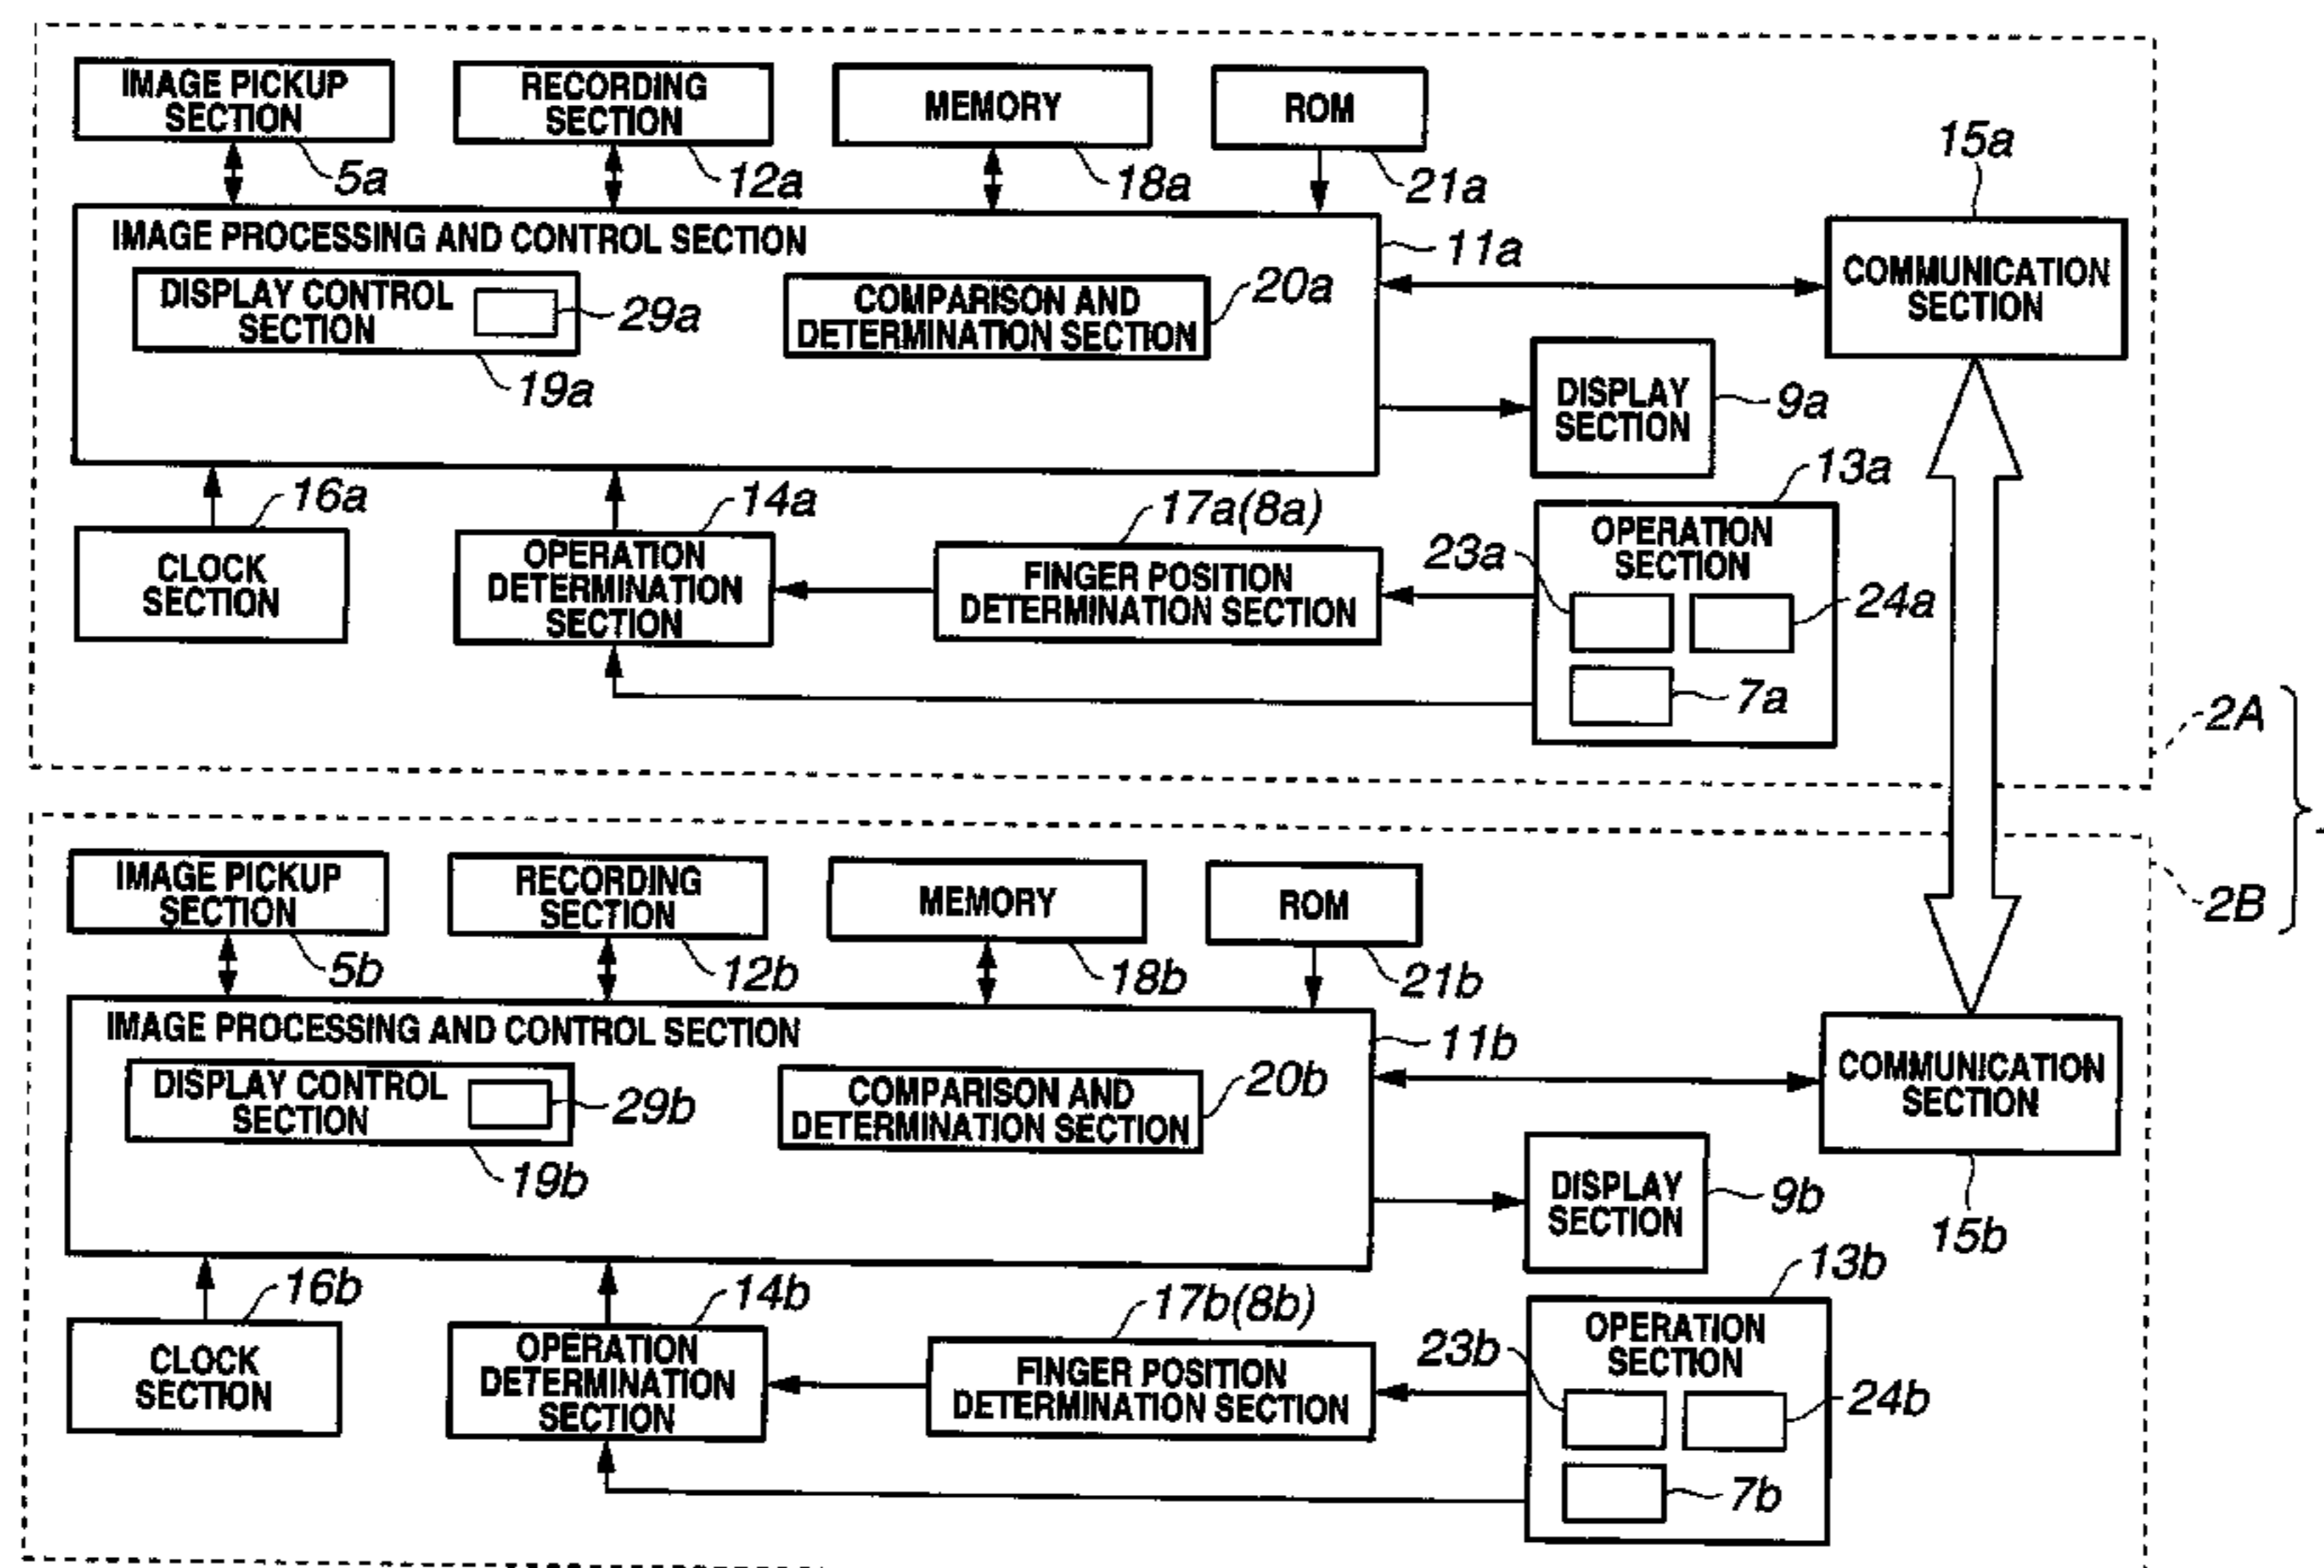 IMAGE PICKUP
SECTION
RECORDING
SECTION
MEMORY
ROM
5a
12a
18a
21a
15a
IMAGE PROCESSING AND CONTROL SECTION
11a
DISPLAY CONTROL
SECTION
29a
19a
COMPARISON AND
DETERMINATION SECTION
20a
COMMUNICATION
SECTION
DISPLAY
SECTION
9a
16a
14a
17a(8a)
13a
CLOCK
SECTION
OPERATION
DETERMINATION
SECTION
FINGER POSITION
DETERMINATION SECTION
23a
OPERATION
SECTION
24a
7a
2A
2B
IMAGE PICKUP
SECTION
RECORDING
SECTION
MEMORY
ROM
5b
12b
18b
21b
IMAGE PROCESSING AND CONTROL SECTION
11b
DISPLAY CONTROL
SECTION
29b
19b
COMPARISON AND
DETERMINATION SECTION
20b
COMMUNICATION
SECTION
15b
DISPLAY
SECTION
9b
16b
14b
17b(8b)
13b
CLOCK
SECTION
OPERATION
DETERMINATION
SECTION
FINGER POSITION
DETERMINATION SECTION
23b
OPERATION
SECTION
24b
7b